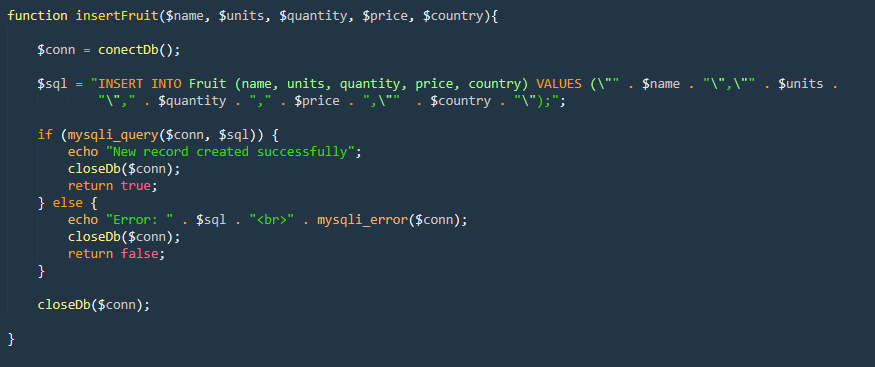 function insertFruit($name, $units, $quantity, $price, $country){
$conn = conectDb();
$sql = "INSERT INTO Fruit (name, units, quantity, price, country) VALUES (\"" . $name . "\",\"" . $units .
"\"," . $quantity . "," . $price . ",\"" . $country . "\");";
if (mysqli_query($conn, $sql)) {
echo "New record created successfully";
closeDb($conn);
return true;
} else {
echo "Error: " . $sql . "<br>" . mysqli_error($conn);
closeDb($conn);
return false;
}
closeDb($conn);
}